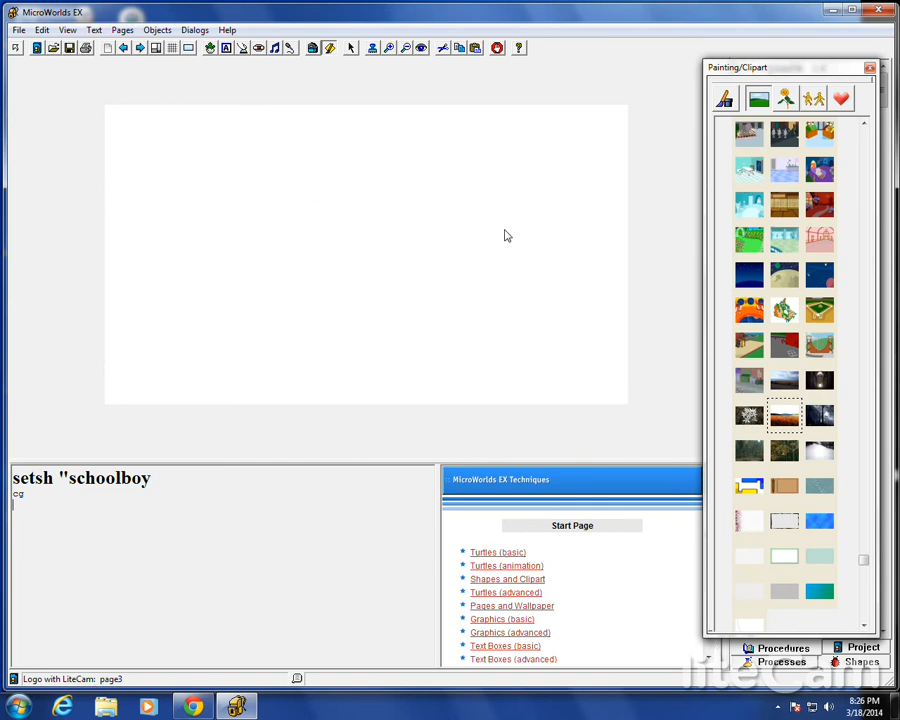 MicroWorlds EX
File Edit View Text Pages Objects Gadgets Help
Painting/Clipart
setsh "schoolboy
cg
MicroWorlds EX Techniques
Start Page
Turtles (basic)
Turtles (animation)
Shapes and Clipart
Turtles (advanced)
Pages and Wallpaper
Graphics (basic)
Graphics (advanced)
Text Boxes (basic)
Text Boxes (advanced)
Procedures
Project
Processes
Shapes
liteCam
Logo with LiteCam: page3
8:26 PM
3/18/2014